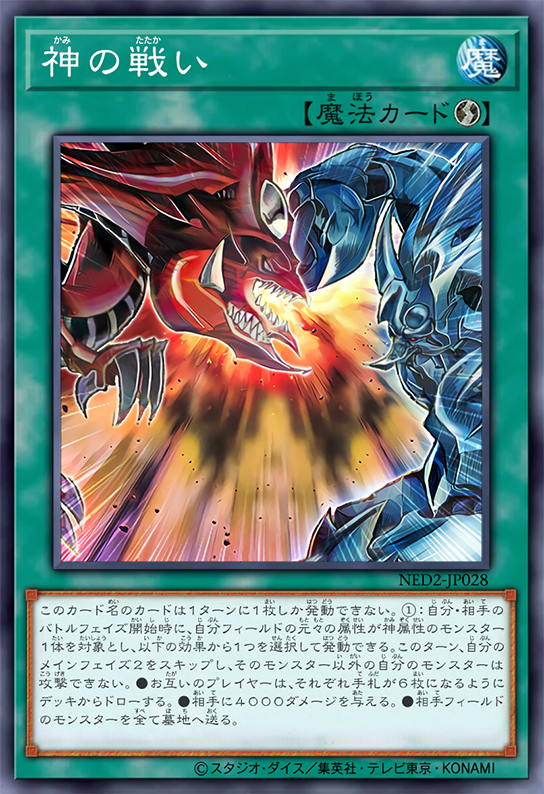 神の戦い
魔
【魔法カード】
NED2-JP028
このカード名のカードは1ターンに1枚しか発動できない。①:自分・相手の
バトルフェイズ開始時に、自分フィールドの元々の属性が神属性のモンスター
1体を対象とし、以下の効果から1つを選択して発動できる。このターン、自分の
メインフェイズ2をスキップし、そのモンスター以外の自分のモンスターは
攻撃できない。●お互いのプレイヤーは、それぞれ手札が6枚になるように
デッキからドローする。●相手に4000ダメージを与える。●相手フィールド
のモンスターを全て墓地へ送る。
©スタジオ・ダイス/集英社・テレビ東京・KONAMI